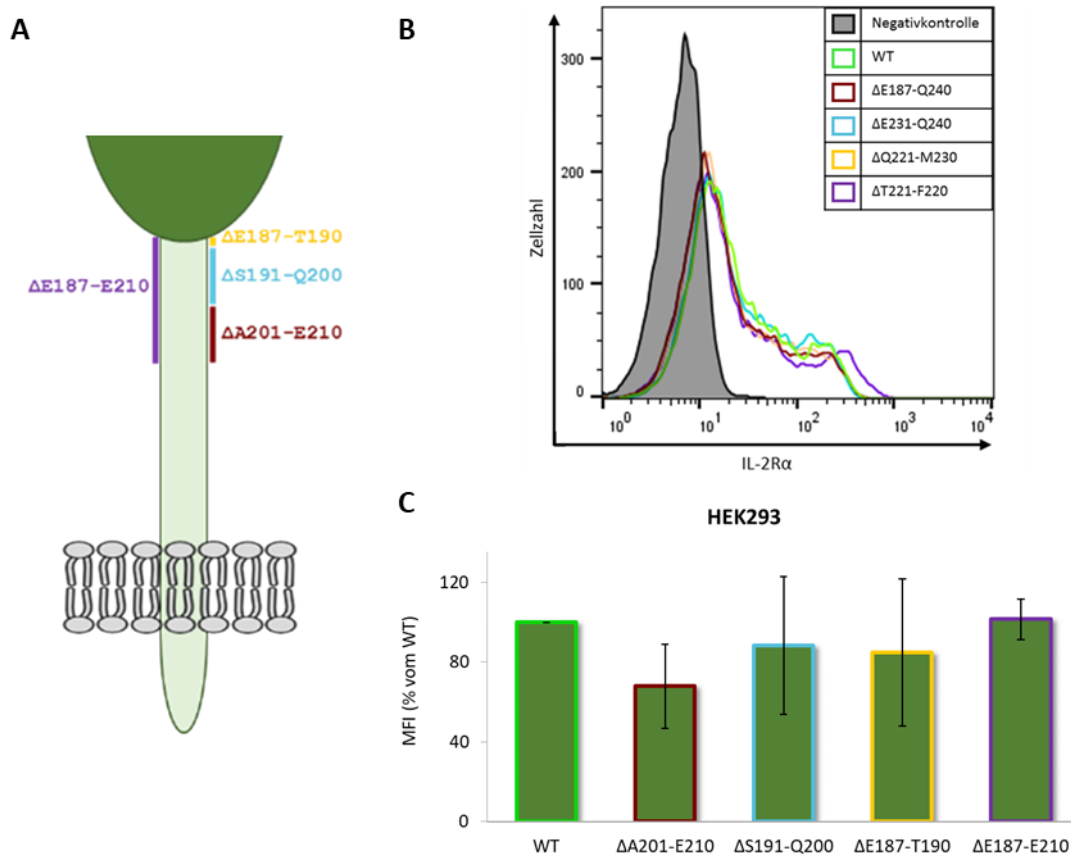 A
ΔE187-T190
ΔE187-E210
ΔS191-Q200
ΔA201-E210
B
Negativkontrolle
WT
ΔE187-Q240
ΔE231-Q240
ΔQ221-M230
ΔT221-F220
Zellzahl
300
200
100
0
10⁰ 10¹ 10² 10³ 10⁴
IL-2Rα
C
HEK293
MFI (% vom WT)
120
80
40
0
WT ΔA201-E210 ΔS191-Q200 ΔE187-T190 ΔE187-E210